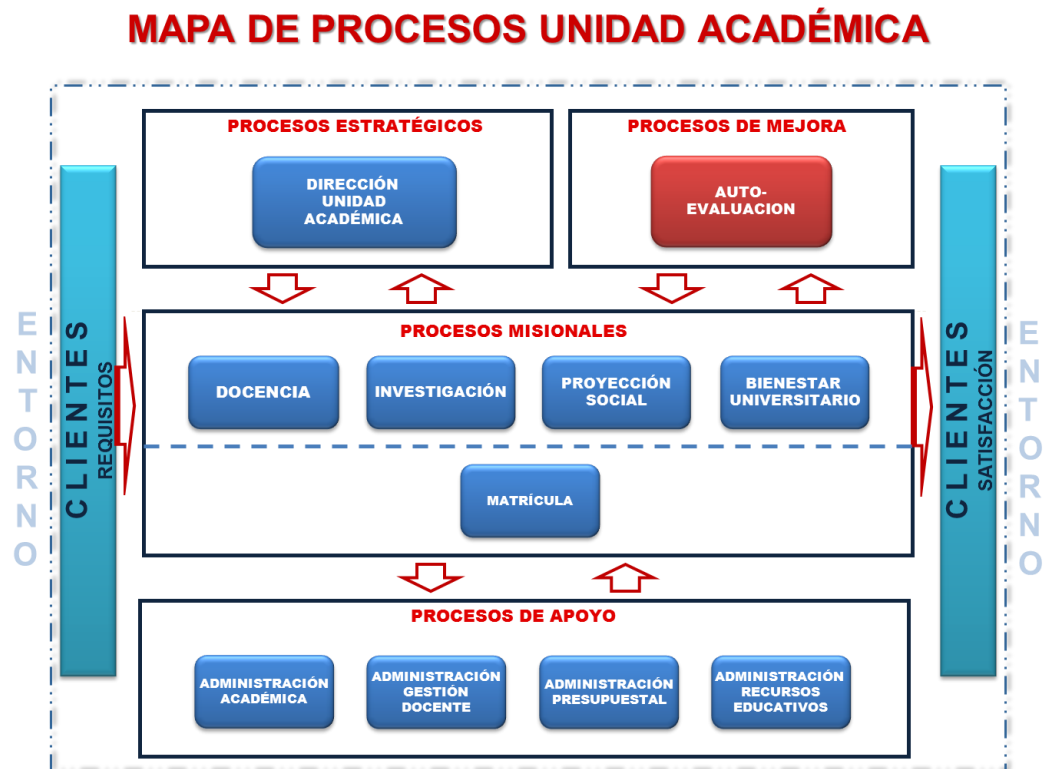 MAPA DE PROCESOS UNIDAD ACADÉMICA
PROCESOS ESTRATÉGICOS
DIRECCIÓN
UNIDAD
ACADÉMICA
PROCESOS DE MEJORA
AUTO-
EVALUACION
ENTORNO
CLIENTES
REQUISITOS
PROCESOS MISIONALES
DOCENCIA
INVESTIGACIÓN
PROYECCIÓN
SOCIAL
BIENESTAR
UNIVERSITARIO
MATRÍCULA
CLIENTES
SATISFACCIÓN
ENTORNO
PROCESOS DE APOYO
ADMINISTRACIÓN
ACADÉMICA
ADMINISTRACIÓN
GESTIÓN
DOCENTE
ADMINISTRACIÓN
PRESUPUESTAL
ADMINISTRACIÓN
RECURSOS
EDUCATIVOS